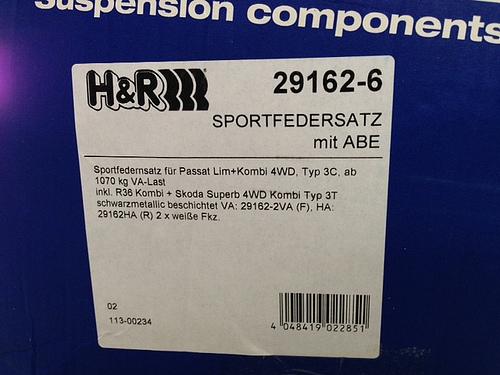 Suspension components
H&R
29162-6
SPORTFEDERSATZ
mit ABE
Sportfedernsatz für Passat Lim+Kombi 4WD, Typ 3C, ab
1070 kg VA-Last
inkl. R36 Kombi + Skoda Superb 4WD Kombi Typ 3T
schwarzmetallic beschichtet VA: 29162-2VA (F), HA:
29162HA (R) 2 x weiße Fkz.
02
113-00234
4 048419 022851